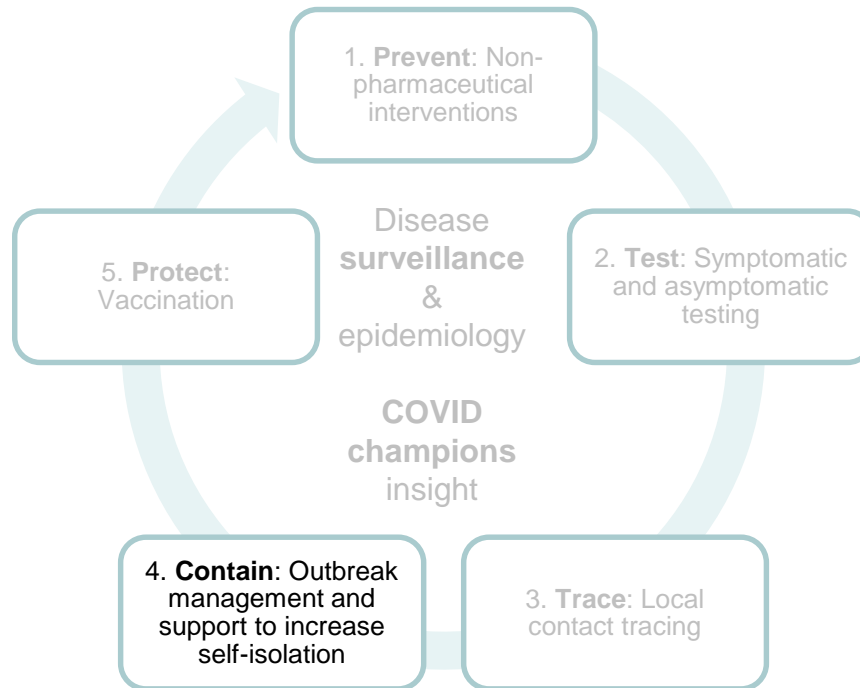 1. Prevent: Non-
pharmaceutical
interventions
Disease
surveillance
&
epidemiology
5. Protect:
Vaccination
2. Test: Symptomatic
and asymptomatic
testing
COVID
champions
insight
4. Contain: Outbreak
management and
support to increase
self-isolation
3. Trace: Local
contact tracing